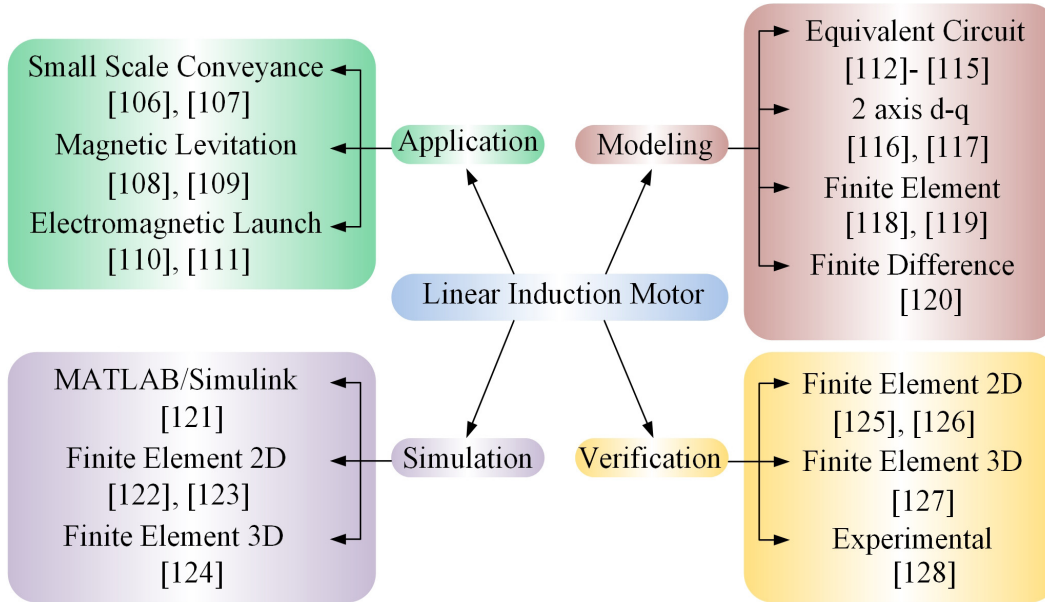 Small Scale Conveyance
[106], [107]
Magnetic Levitation
[108], [109]
Electromagnetic Launch
[110], [111]
Application
Modeling
Equivalent Circuit
[112]- [115]
2 axis d-q
[116], [117]
Finite Element
[118], [119]
Finite Difference
[120]
Linear Induction Motor
MATLAB/Simulink
[121]
Finite Element 2D
[122], [123]
Finite Element 3D
[124]
Simulation
Verification
Finite Element 2D
[125], [126]
Finite Element 3D
[127]
Experimental
[128]